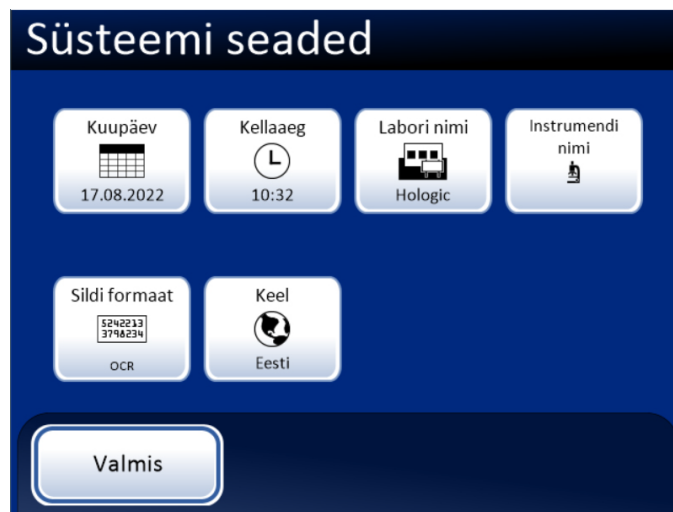 Süsteemi seaded
Kuupäev
17.08.2022
Kellaaeg
10:32
Labori nimi
Hologic
Instrumendi
nimi
Sildi formaat
5242213
3798234
OCR
Keel
Eesti
Valmis